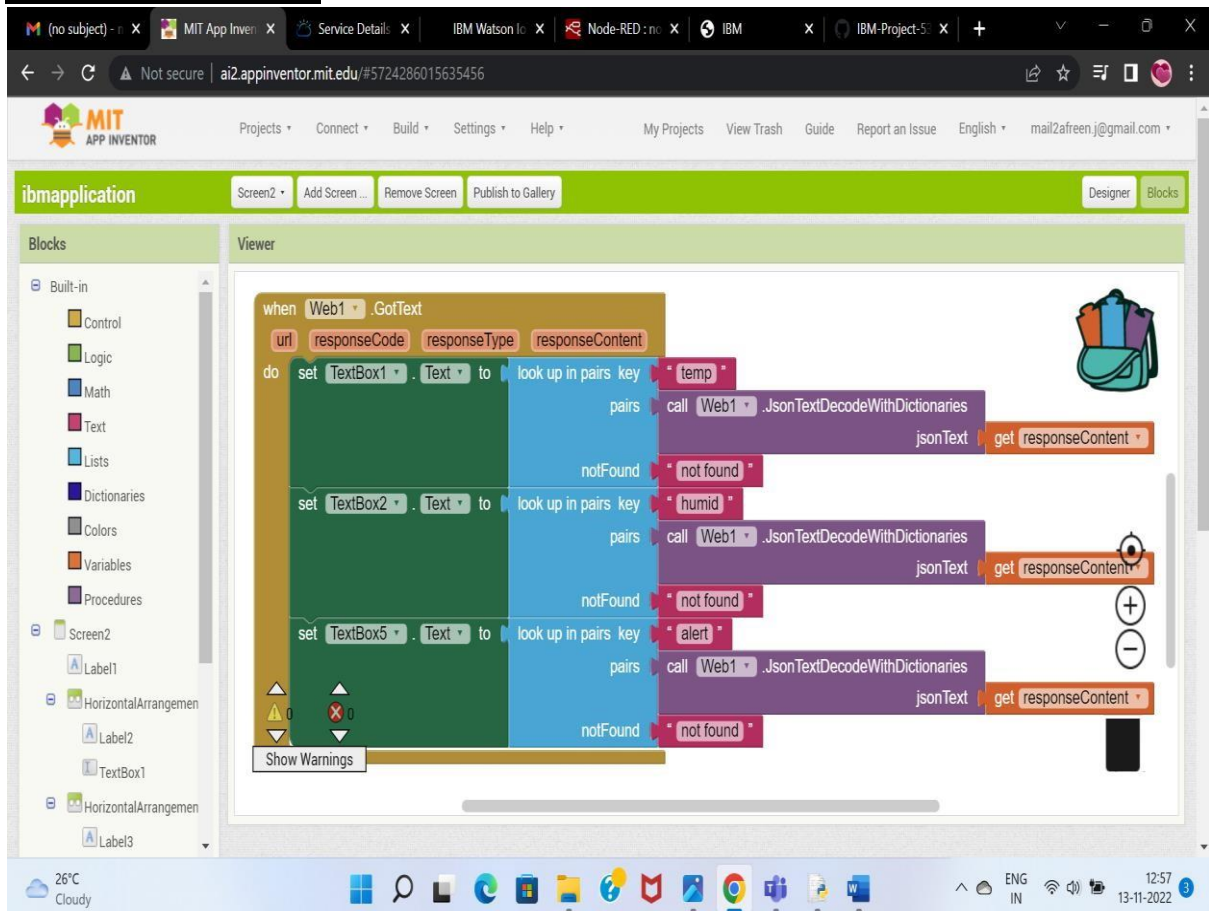 (no subject) - n
MIT App Inven
Service Details
IBM Watson Io
Node-RED : no
IBM
IBM-Project-53
Not secure | ai2.appinventor.mit.edu/#5724286015635456
MIT
APP INVENTOR
Projects
Connect
Build
Settings
Help
My Projects
View Trash
Guide
Report an Issue
English
mail2afreen.j@gmail.com
ibmapplication
Screen2
Add Screen ...
Remove Screen
Publish to Gallery
Designer
Blocks
Blocks
Viewer
Built-in
Control
Logic
Math
Text
Lists
Dictionaries
Colors
Variables
Procedures
Screen2
Label1
HorizontalArrangemen
Label2
TextBox1
HorizontalArrangemen
Label3
when Web1 .GotText
url responseCode responseType responseContent
do set TextBox1 . Text to look up in pairs key " temp "
pairs call Web1 .JsonTextDecodeWithDictionaries
jsonText get responseContent
notFound " not found "
set TextBox2 . Text to look up in pairs key " humid "
pairs call Web1 .JsonTextDecodeWithDictionaries
jsonText get responseContent
notFound " not found "
set TextBox5 . Text to look up in pairs key " alert "
pairs call Web1 .JsonTextDecodeWithDictionaries
jsonText get responseContent
notFound " not found "
0 0
Show Warnings
26°C
Cloudy
ENG
IN
12:57
13-11-2022
3